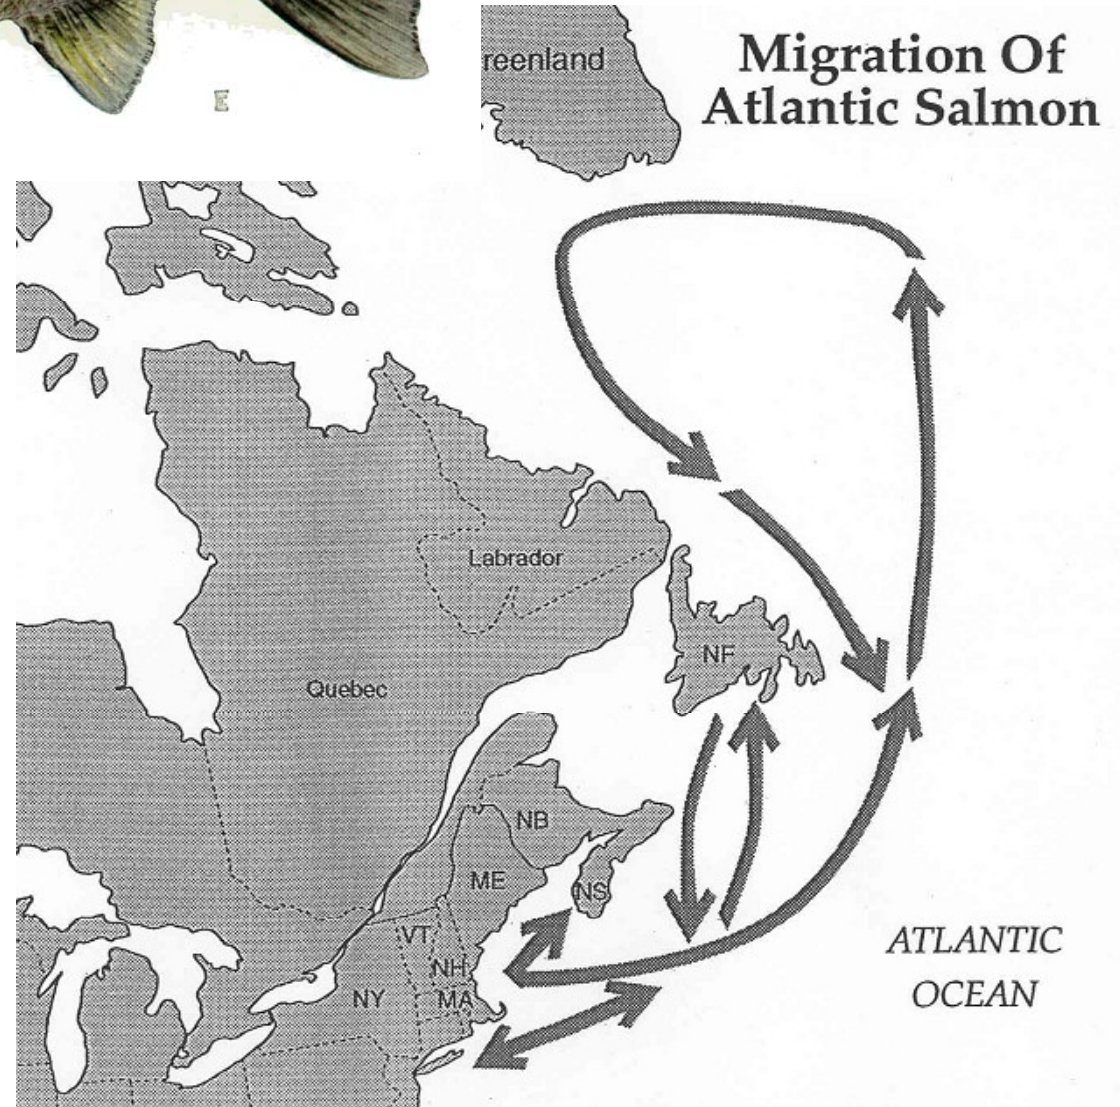 E
reenland
Migration Of
Atlantic Salmon
Labrador
NF
Quebec
NB
ME
NS
VT
NH
NY
MA
ATLANTIC
OCEAN